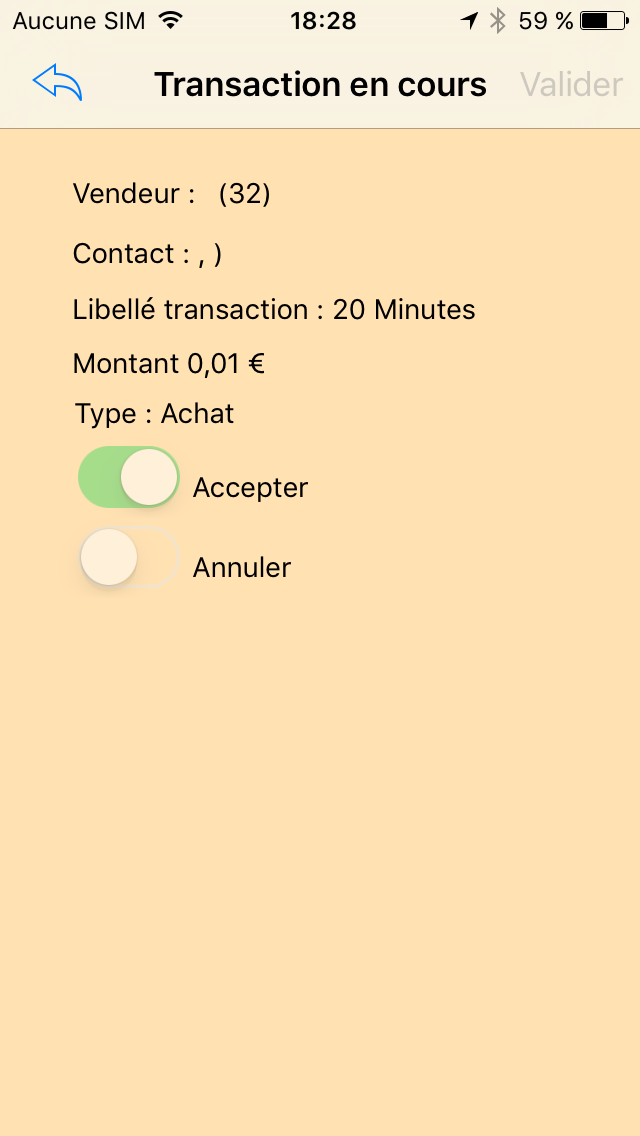 Aucune SIM 18:28 59 %
Transaction en cours Valider
Vendeur : (32)
Contact : , )
Libellé transaction : 20 Minutes
Montant 0,01 €
Type : Achat
Accepter
Annuler